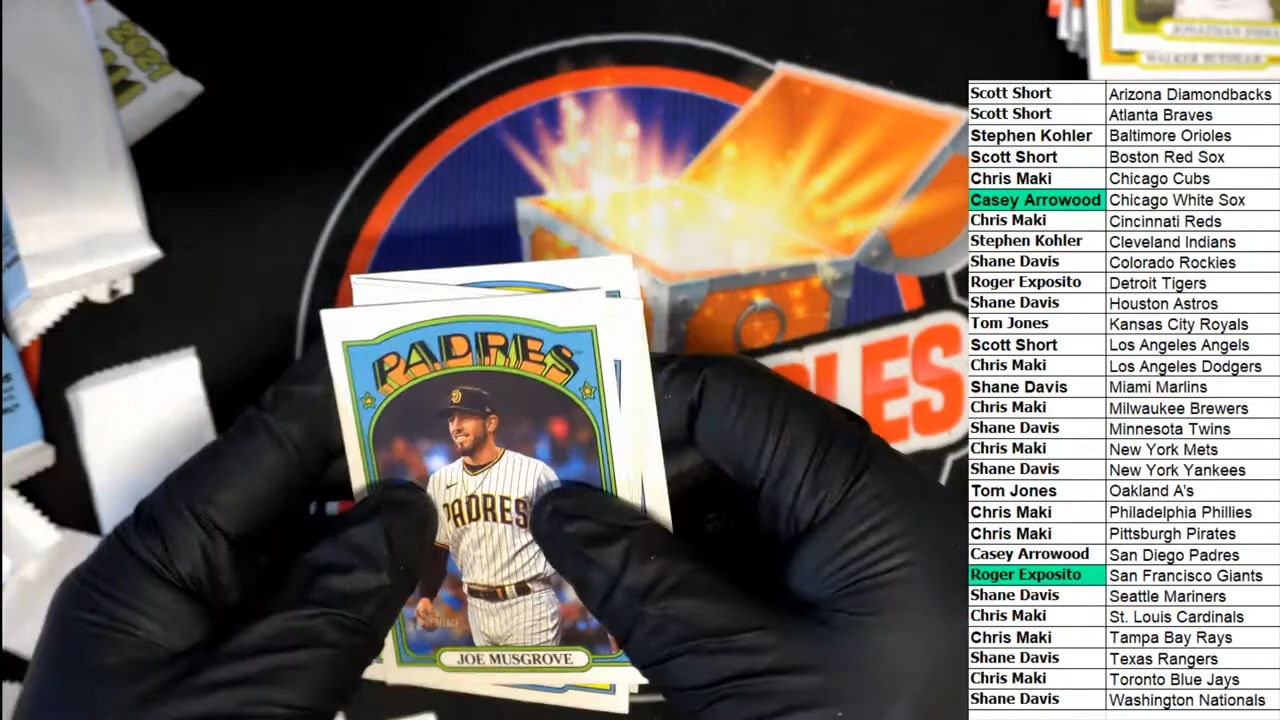 2021
WALKER BUEHLER
PADRES
PADRES
JOE MUSGROVE
LES
Scott Short Arizona Diamondbacks
Scott Short Atlanta Braves
Stephen Kohler Baltimore Orioles
Scott Short Boston Red Sox
Chris Maki Chicago Cubs
Casey Arrowood Chicago White Sox
Chris Maki Cincinnati Reds
Stephen Kohler Cleveland Indians
Shane Davis Colorado Rockies
Roger Exposito Detroit Tigers
Shane Davis Houston Astros
Tom Jones Kansas City Royals
Scott Short Los Angeles Angels
Chris Maki Los Angeles Dodgers
Shane Davis Miami Marlins
Chris Maki Milwaukee Brewers
Shane Davis Minnesota Twins
Chris Maki New York Mets
Shane Davis New York Yankees
Tom Jones Oakland A's
Chris Maki Philadelphia Phillies
Chris Maki Pittsburgh Pirates
Casey Arrowood San Diego Padres
Roger Exposito San Francisco Giants
Shane Davis Seattle Mariners
Chris Maki St. Louis Cardinals
Chris Maki Tampa Bay Rays
Shane Davis Texas Rangers
Chris Maki Toronto Blue Jays
Shane Davis Washington Nationals